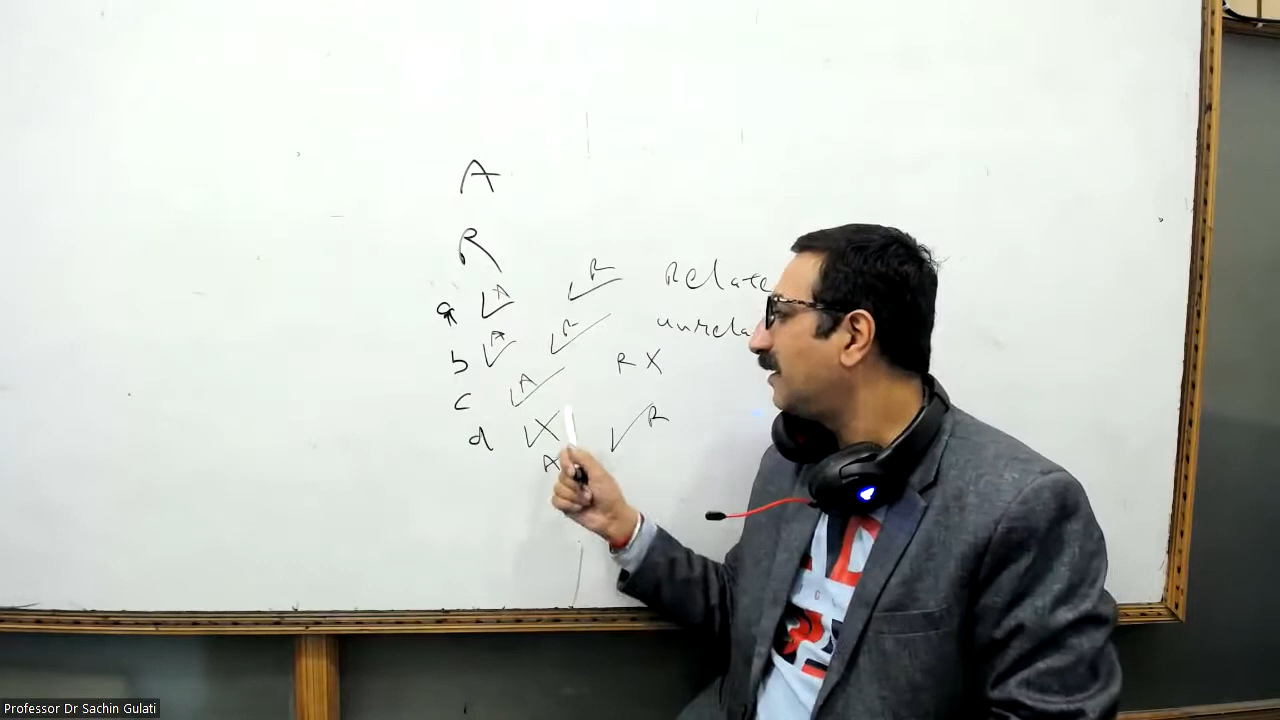 A
R
a ✓ A ✓ R Relate
b ✓ A ✓ R unrela
c ✓ A R X
d X A ✓ R
Professor Dr Sachin Gulati